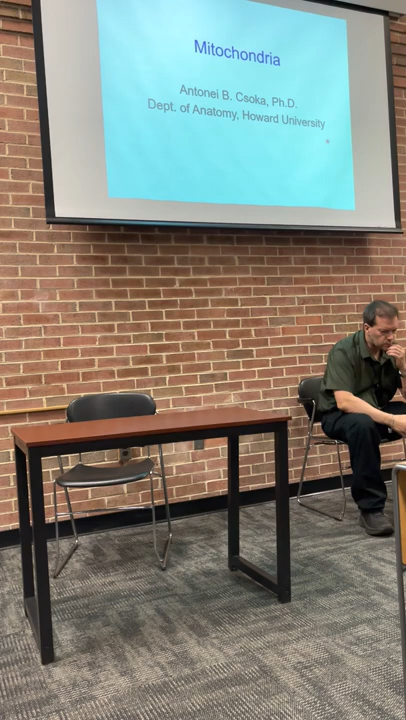 Mitochondria
Antonei B. Csoka, Ph.D.
Dept. of Anatomy, Howard University